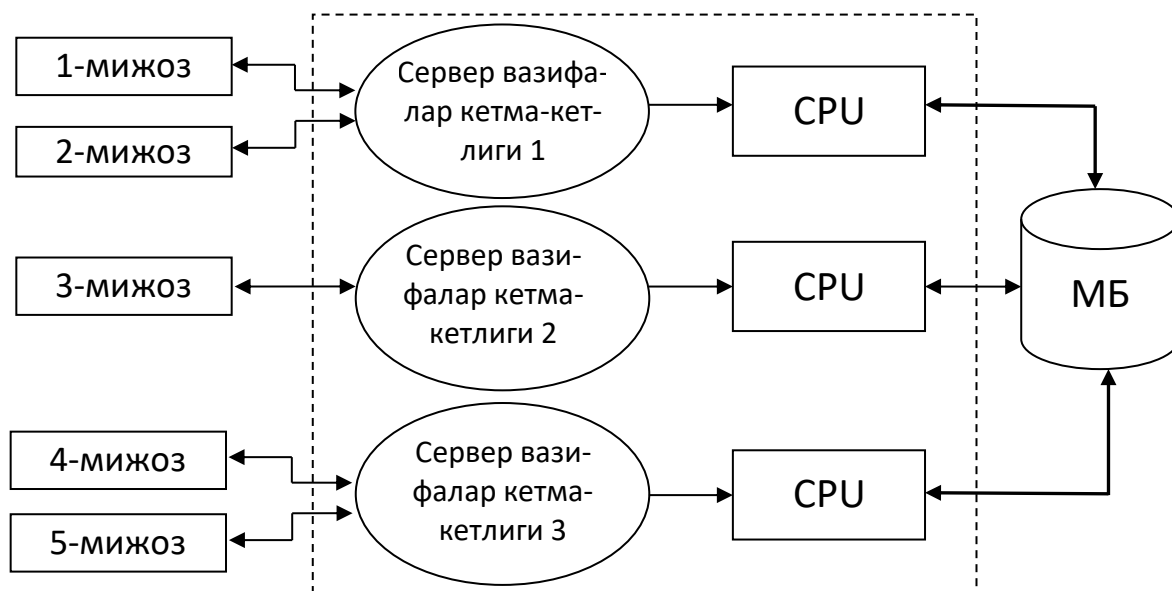 1-мижоз
2-мижоз
Сервер вазифа-
лар кетма-кет-
лиги 1
CPU
3-мижоз
Сервер вази-
фалар кетма-
кетлиги 2
CPU
МБ
4-мижоз
5-мижоз
Сервер вази-
фалар кетма-
кетлиги 3
CPU